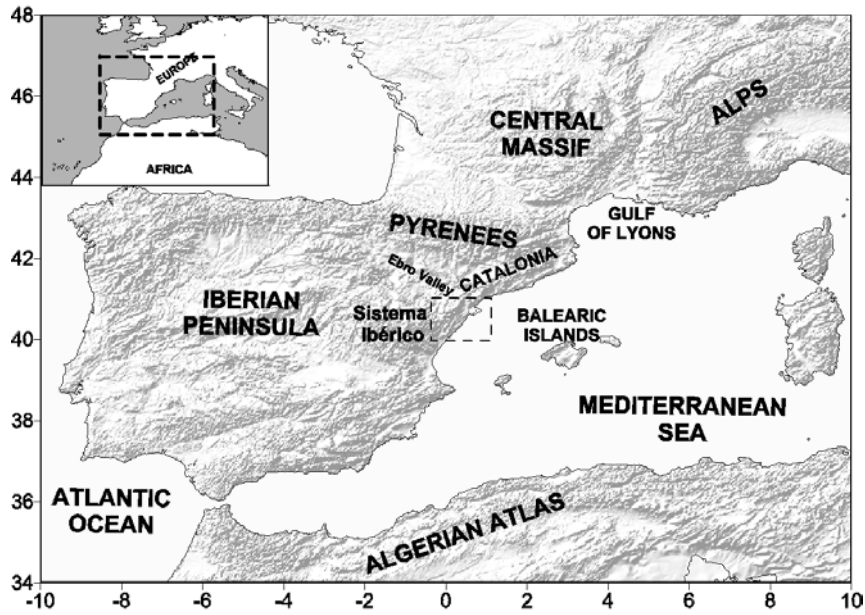 48
46
44
42
40
38
36
34
EUROPE
AFRICA
CENTRAL
MASSIF
ALPS
PYRENEES
GULF
OF LYONS
Ebro Valley
CATALONIA
IBERIAN
PENINSULA
Sistema
Ibérico
BALEARIC
ISLANDS
MEDITERRANEAN
SEA
ATLANTIC
OCEAN
ALGERIAN ATLAS
-10 -8 -6 -4 -2 0 2 4 6 8 10